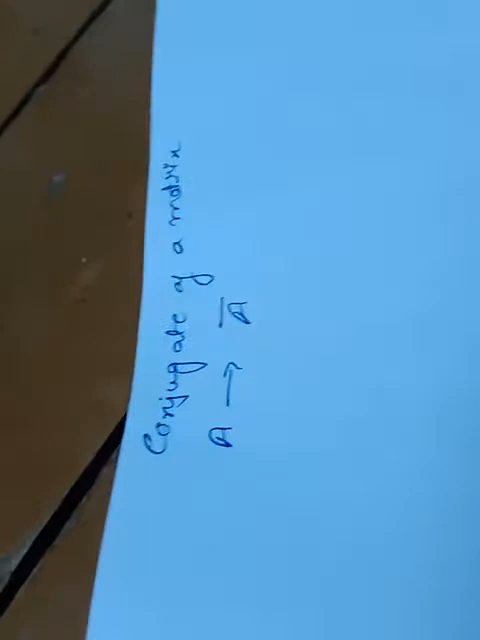 Conjugate of a matrix
A → A̅